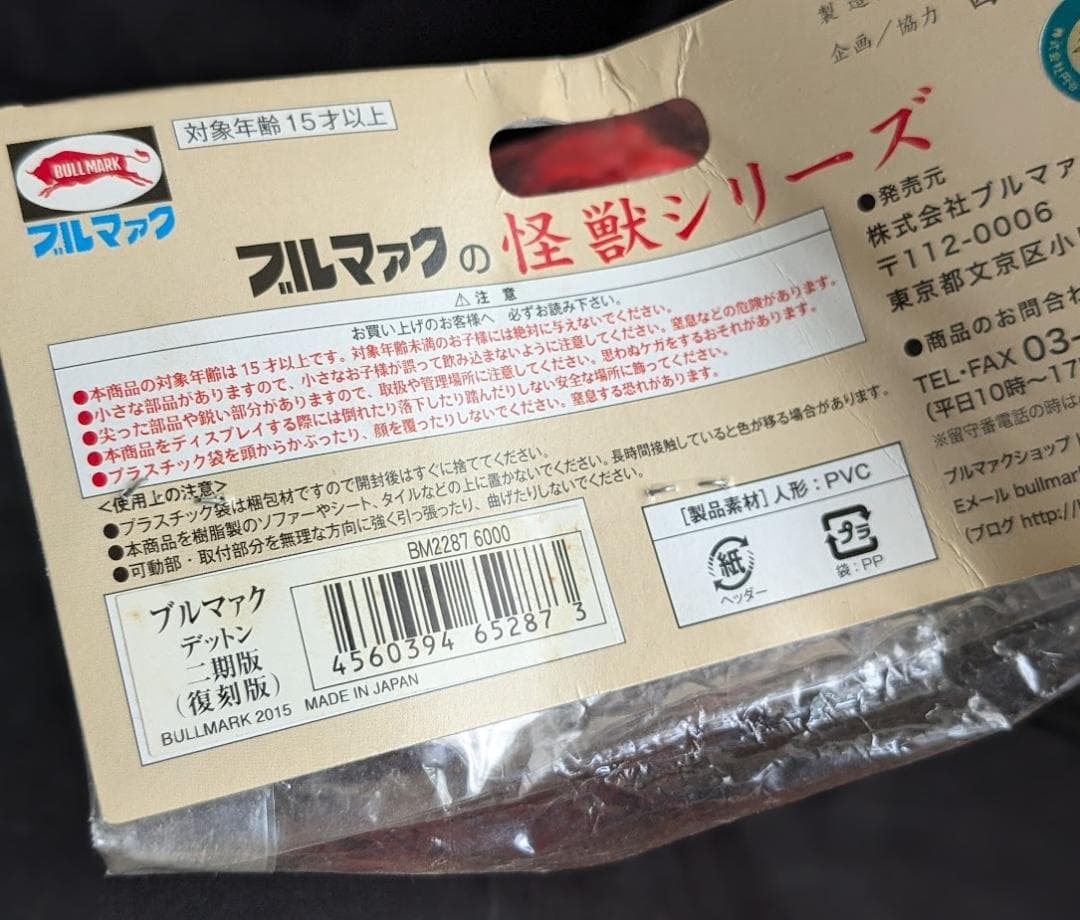 BULLMARK
ブルマァク
対象年齢15才以上
ブルマァクの怪獣シリーズ
⚠注 意
お買い上げのお客様へ 必ずお読み下さい。
●本商品の対象年齢は15才以上です。対象年齢未満のお子様には絶対に与えないでください。
●小さな部品がありますので、小さなお子様が誤って飲み込まないように注意してください。窒息などの危険があります。
●尖った部品や鋭い部分がありますので、取扱や管理場所に注意してください。思わぬケガをするおそれがあります。
●本商品をディスプレイする際には倒れたり落下したり踏んだりしない安全な場所に飾ってください。
●プラスチック袋を頭からかぶったり、顔を覆ったりしないでください。窒息する恐れがあります。
<使用上の注意>
●プラスチック袋は梱包材ですので開封後はすぐに捨ててください。
●本商品を樹脂製のソファーやシート、タイルなどの上に置かないでください。長時間接触していると色が移る場合があります。
●可動部・取付部分を無理な方向に強く引っ張ったり、曲げたりしないでください。
ブルマァク
デットン
二期版
(復刻版)
BM2287 6000
4560394 65287 3
BULLMARK 2015 MADE IN JAPAN
[製品素材] 人形:PVC
紙
ヘッダー
プラ
袋:PP
製造
企画/協力
株式会社円谷
●発売元
株式会社ブルマァ
〒112-0006
東京都文京区小
●商品のお問合わ
TEL・FAX 03-
(平日10時〜17
※留守番電話の時は
ブルマァクショップ
Eメール bullmar
(ブログ http://